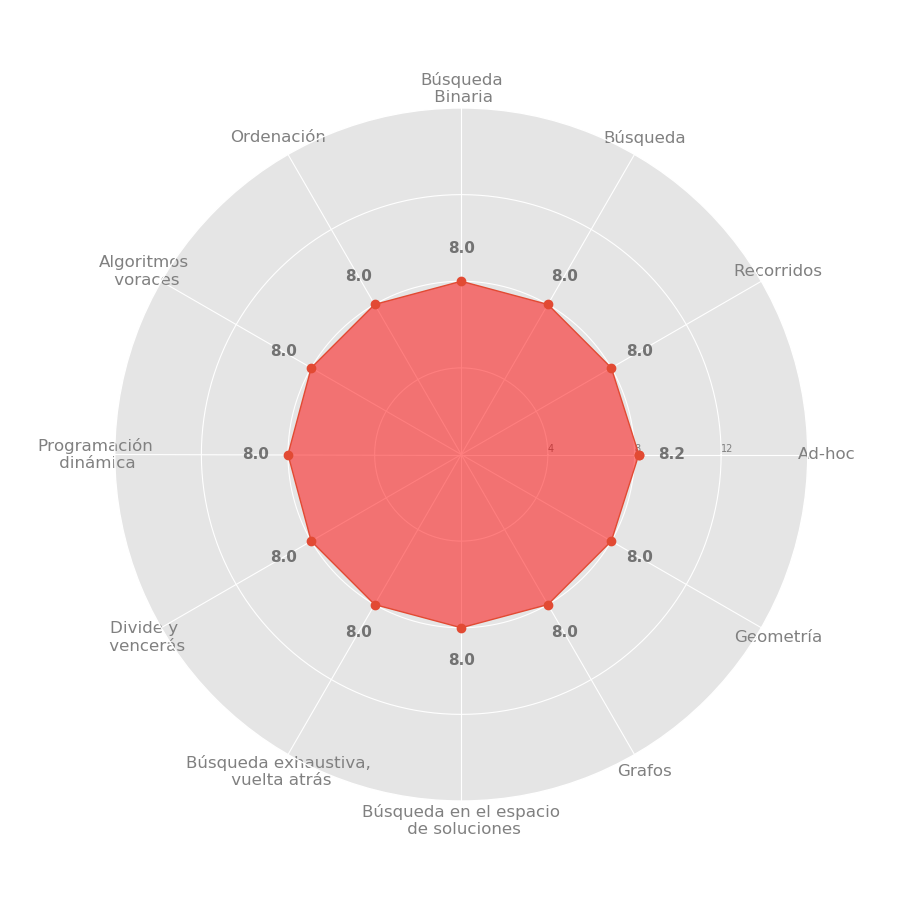 Búsqueda
Binaria
Ordenación
Búsqueda
8.0
8.0
8.0
Algoritmos
voraces
Recorridos
8.0
8.0
Programación
dinámica
8.0
4
8
12
8.2
Ad-hoc
8.0
8.0
Divide y
vencerás
Geometría
8.0
8.0
8.0
Búsqueda exhaustiva,
vuelta atrás
Grafos
Búsqueda en el espacio
de soluciones